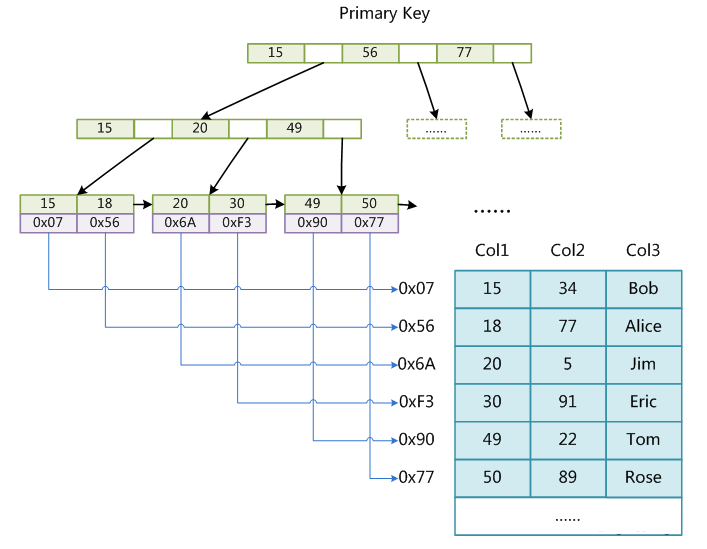 Primary Key
15 56 77
15 20 49
...... ......
15 18 20 30 49 50
0x07 0x56 0x6A 0xF3 0x90 0x77
......
Col1 Col2 Col3
0x07 15 34 Bob
0x56 18 77 Alice
0x6A 20 5 Jim
0xF3 30 91 Eric
0x90 49 22 Tom
0x77 50 89 Rose
......